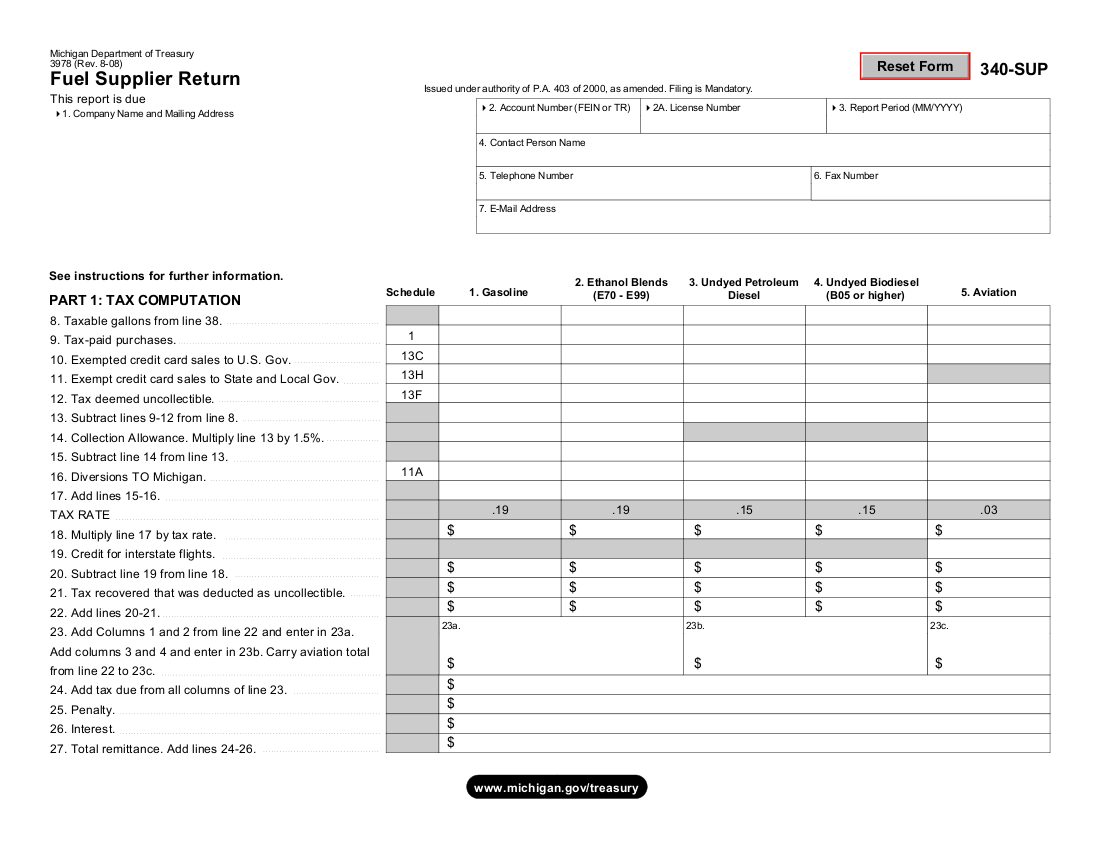 Michigan Department of Treasury
3978 (Rev. 8-08)
Fuel Supplier Return
Reset Form
340-SUP
Issued under authority of P.A. 403 of 2000, as amended. Filing is Mandatory.
This report is due
1. Company Name and Mailing Address
2. Account Number (FEIN or TR)
2A. License Number
3. Report Period (MM/YYYY)
4. Contact Person Name
5. Telephone Number
6. Fax Number
7. E-Mail Address
See instructions for further information.
PART 1: TAX COMPUTATION
Schedule
1. Gasoline
2. Ethanol Blends
(E70 - E99)
3. Undyed Petroleum
Diesel
4. Undyed Biodiesel
(B05 or higher)
5. Aviation
8. Taxable gallons from line 38.
9. Tax-paid purchases. 1
10. Exempted credit card sales to U.S. Gov. 13C
11. Exempt credit card sales to State and Local Gov. 13H
12. Tax deemed uncollectible. 13F
13. Subtract lines 9-12 from line 8.
14. Collection Allowance. Multiply line 13 by 1.5%.
15. Subtract line 14 from line 13.
16. Diversions TO Michigan. 11A
17. Add lines 15-16.
TAX RATE .19 .19 .15 .15 .03
18. Multiply line 17 by tax rate. $ $ $ $ $
19. Credit for interstate flights.
20. Subtract line 19 from line 18. $ $ $ $ $
21. Tax recovered that was deducted as uncollectible. $ $ $ $ $
22. Add lines 20-21. $ $ $ $ $
23. Add Columns 1 and 2 from line 22 and enter in 23a. 23a. 23b. 23c.
Add columns 3 and 4 and enter in 23b. Carry aviation total
from line 22 to 23c. $ $ $
24. Add tax due from all columns of line 23. $
25. Penalty. $
26. Interest. $
27. Total remittance. Add lines 24-26. $
www.michigan.gov/treasury